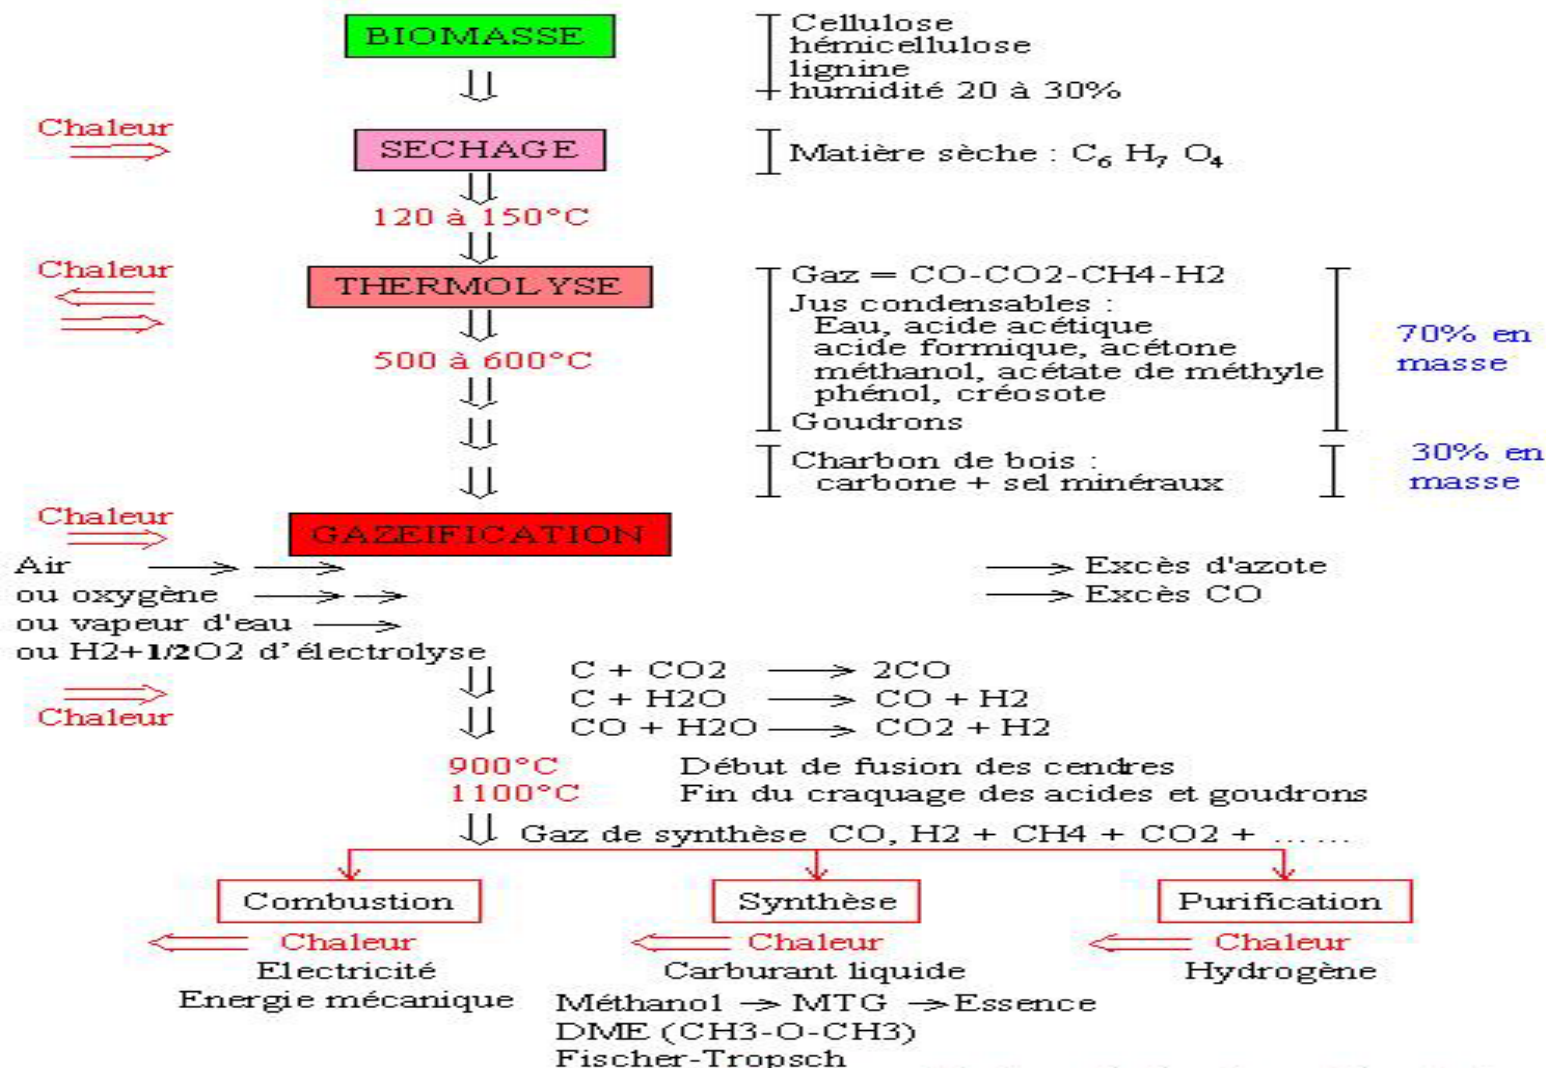 BIOMASSE
Cellulose
hémicellulose
lignine
humidité 20 à 30%
Chaleur
SECHAGE
Matière sèche : C₆ H₇ O₄
120 à 150°C
Chaleur
THERMOLYSE
500 à 600°C
Gaz = CO-CO2-CH4-H2
Jus condensables :
Eau, acide acétique
acide formique, acétone
méthanol, acétate de méthyle
phénol, créosote
Goudrons
70% en
masse
Charbon de bois :
carbone + sel minéraux
30% en
masse
Chaleur
GAZEIFICATION
Air
ou oxygène
ou vapeur d'eau
ou H2+1/2O2 d’électrolyse
Excès d'azote
Excès CO
Chaleur
C + CO2 → 2CO
C + H2O → CO + H2
CO + H2O → CO2 + H2
900°C Début de fusion des cendres
1100°C Fin du craquage des acides et goudrons
Gaz de synthèse CO, H2 + CH4 + CO2 + ... ...
Combustion
Chaleur
Electricité
Energie mécanique
Synthèse
Chaleur
Carburant liquide
Méthanol → MTG → Essence
DME (CH3-O-CH3)
Fischer-Tropsch
Purification
Chaleur
Hydrogène